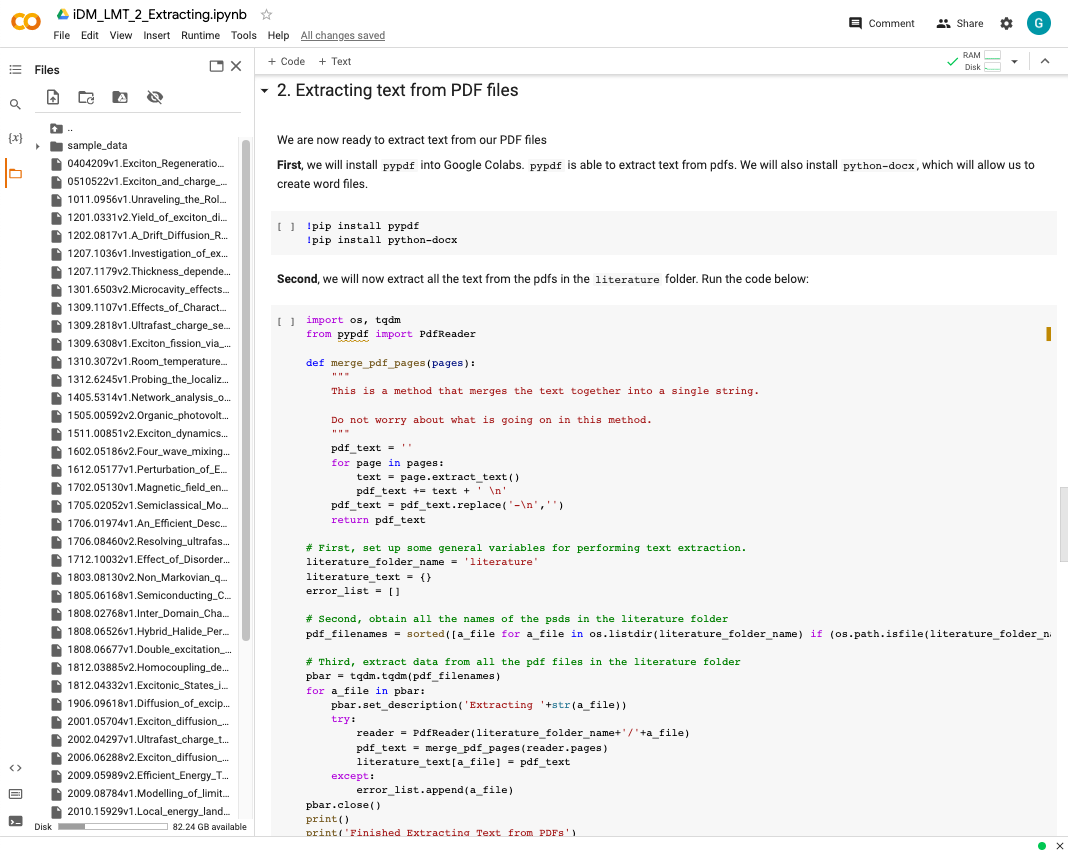 iDM_LMT_2_Extracting.ipynb
File Edit View Insert Runtime Tools Help All changes saved
Comment
Share
G
Files
+ Code + Text
RAM
Disk
..
sample_data
0404209v1.Exciton_Regeneratio...
0510522v1.Exciton_and_charge_...
1011.0956v1.Unraveling_the_Rol...
1201.0331v2.Yield_of_exciton_di...
1202.0817v1.A_Drift_Diffusion_R...
1207.1036v1.Investigation_of_ex...
1207.1179v2.Thickness_depende...
1301.6503v2.Microcavity_effects...
1309.1107v1.Effects_of_Charact...
1309.2818v1.Ultrafast_charge_se...
1309.6308v1.Exciton_fission_via_...
1310.3072v1.Room_temperature...
1312.6245v1.Probing_the_localiz...
1405.5314v1.Network_analysis_o...
1505.00592v2.Organic_photovolt...
1511.00851v2.Exciton_dynamics...
1602.05186v2.Four_wave_mixing...
1612.05177v1.Perturbation_of_E...
1702.05130v1.Magnetic_field_en...
1705.02052v1.Semiclassical_Mo...
1706.01974v1.An_Efficient_Desc...
1706.08460v2.Resolving_ultrafas...
1712.10032v1.Effect_of_Disorder...
1803.08130v2.Non_Markovian_q...
1805.06168v1.Semiconducting_C...
1808.02768v1.Inter_Domain_Cha...
1808.06526v1.Hybrid_Halide_Per...
1808.06677v1.Double_excitation_...
1812.03885v2.Homocoupling_de...
1812.04332v1.Excitonic_States_i...
1906.09618v1.Diffusion_of_excip...
2001.05704v1.Exciton_diffusion_...
2002.04297v1.Ultrafast_charge_t...
2006.06288v2.Exciton_diffusion_...
2009.05989v2.Efficient_Energy_T...
2009.08784v1.Modelling_of_limit...
2010.15929v1.Local_energy_land...
Disk 82.24 GB available
2. Extracting text from PDF files
We are now ready to extract text from our PDF files
First, we will install pypdf into Google Colabs. pypdf is able to extract text from pdfs. We will also install python-docx, which will allow us to
create word files.
[ ] !pip install pypdf
!pip install python-docx
Second, we will now extract all the text from the pdfs in the literature folder. Run the code below:
[ ] import os, tqdm
from pypdf import PdfReader
def merge_pdf_pages(pages):
"""
This is a method that merges the text together into a single string.
Do not worry about what is going on in this method.
"""
pdf_text = ''
for page in pages:
text = page.extract_text()
pdf_text += text + ' \n'
pdf_text = pdf_text.replace('-\n','')
return pdf_text
# First, set up some general variables for performing text extraction.
literature_folder_name = 'literature'
literature_text = {}
error_list = []
# Second, obtain all the names of the psds in the literature folder
pdf_filenames = sorted([a_file for a_file in os.listdir(literature_folder_name) if (os.path.isfile(literature_folder_na
# Third, extract data from all the pdf files in the literature folder
pbar = tqdm.tqdm(pdf_filenames)
for a_file in pbar:
pbar.set_description('Extracting '+str(a_file))
try:
reader = PdfReader(literature_folder_name+'/'+a_file)
pdf_text = merge_pdf_pages(reader.pages)
literature_text[a_file] = pdf_text
except:
error_list.append(a_file)
pbar.close()
print()
print('Finished Extracting Text from PDFs')